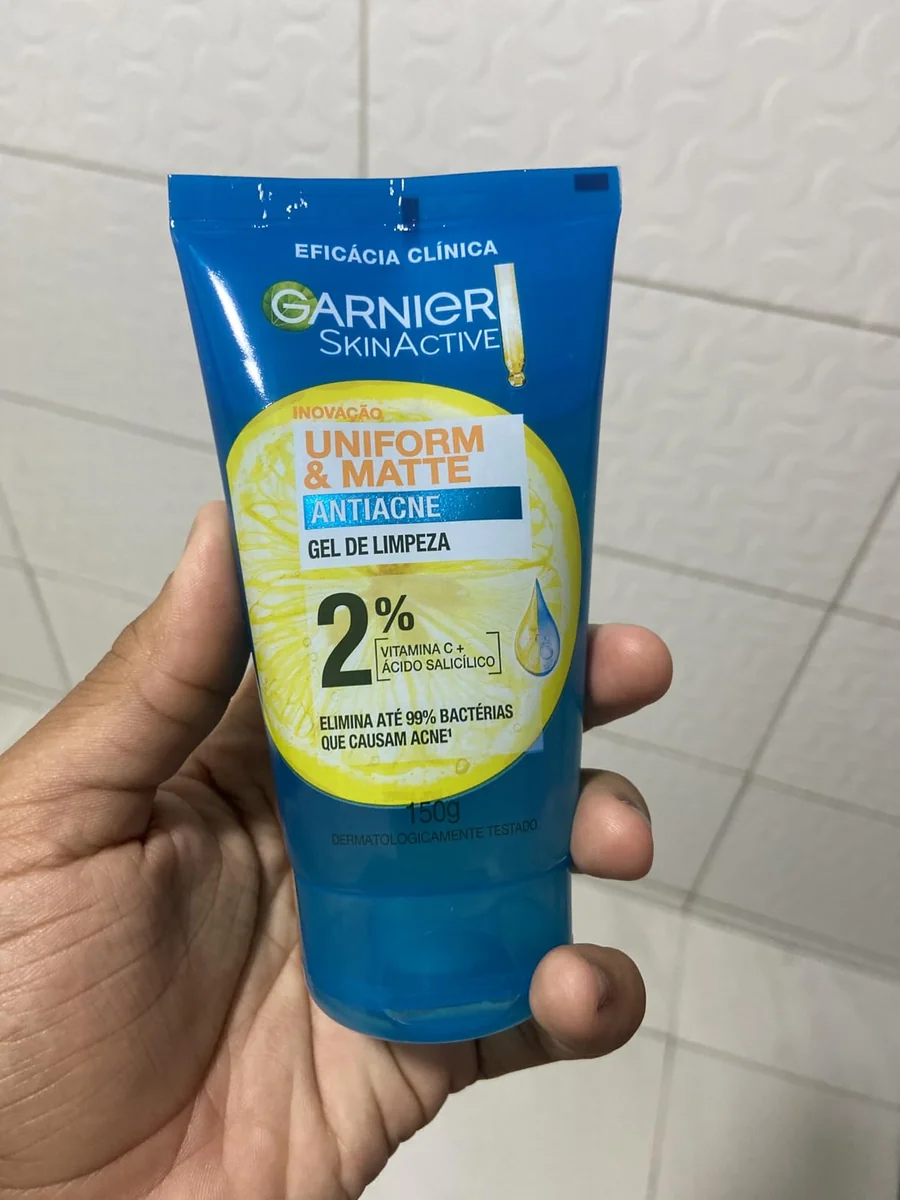 EFICÁCIA CLÍNICA
GARNIER
SKINACTIVE
INOVAÇÃO
UNIFORM
& MATTE
ANTIACNE
GEL DE LIMPEZA
2%
VITAMINA C +
ÁCIDO SALICÍLICO
ELIMINA ATÉ 99% BACTÉRIAS
QUE CAUSAM ACNE¹
150g
DERMATOLOGICAMENTE TESTADO